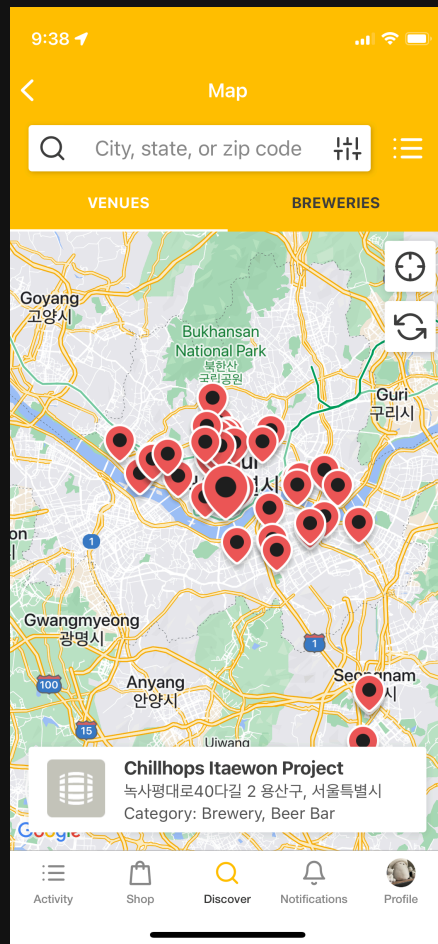 9:38
Map
City, state, or zip code
VENUES
BREWERIES
Goyang
고양시
Bukhansan
National Park
북한산
국립공원
Guri
구리시
1
Gwangmyeong
광명시
1
100
Anyang
안양시
Seongnam
15
Uiwang
Chillhops Itaewon Project
녹사평대로40다길 2 용산구, 서울특별시
Category: Brewery, Beer Bar
Google
Activity
Shop
Discover
Notifications
Profile